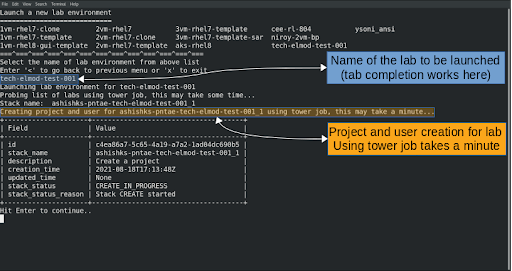 File Edit View Search Terminal Help
Launch a new lab environment
============================
1vm-rhel7-clone 2vm-rhel7 3vm-rhel7-template cee-rl-804 ysoni_ansi
1vm-rhel7-template 2vm-rhel7-clone 3vm-rhel7-template-sar niroy-2vm-bp
1vm-rhel8-gui-template 2vm-rhel7-template aks-rhel8 tech-elmod-test-001
Select the name of lab environment from above list
Enter '<' to go back to previous menu or 'x' to exit
tech-elmod-test-001
Launching lab environment for tech-elmod-test-001
Probing list of labs using tower job, this may take some time...
Stack name: ashishks-pntae-tech-elmod-test-001_1
Creating project and user for ashishks-pntae-tech-elmod-test-001_1 using tower job, this may take a minute...
| Field | Value |
| id | c4ea86a7-5c65-4a19-a7a2-1ad04dc690b5 |
| stack_name | ashishks-pntae-tech-elmod-test-001_1 |
| description | Create a project |
| creation_time | 2021-08-18T17:13:48Z |
| updated_time | None |
| stack_status | CREATE_IN_PROGRESS |
| stack_status_reason | Stack CREATE started |
Hit Enter to continue..
Name of the lab to be launched
(tab completion works here)
Project and user creation for lab
Using tower job takes a minute